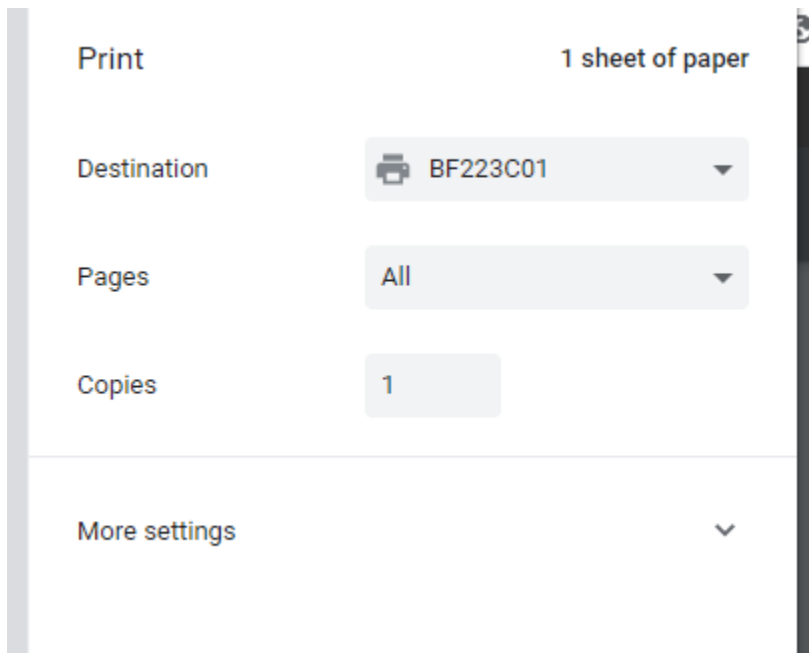 Print 1 sheet of paper
Destination BF223C01
Pages All
Copies 1
More settings